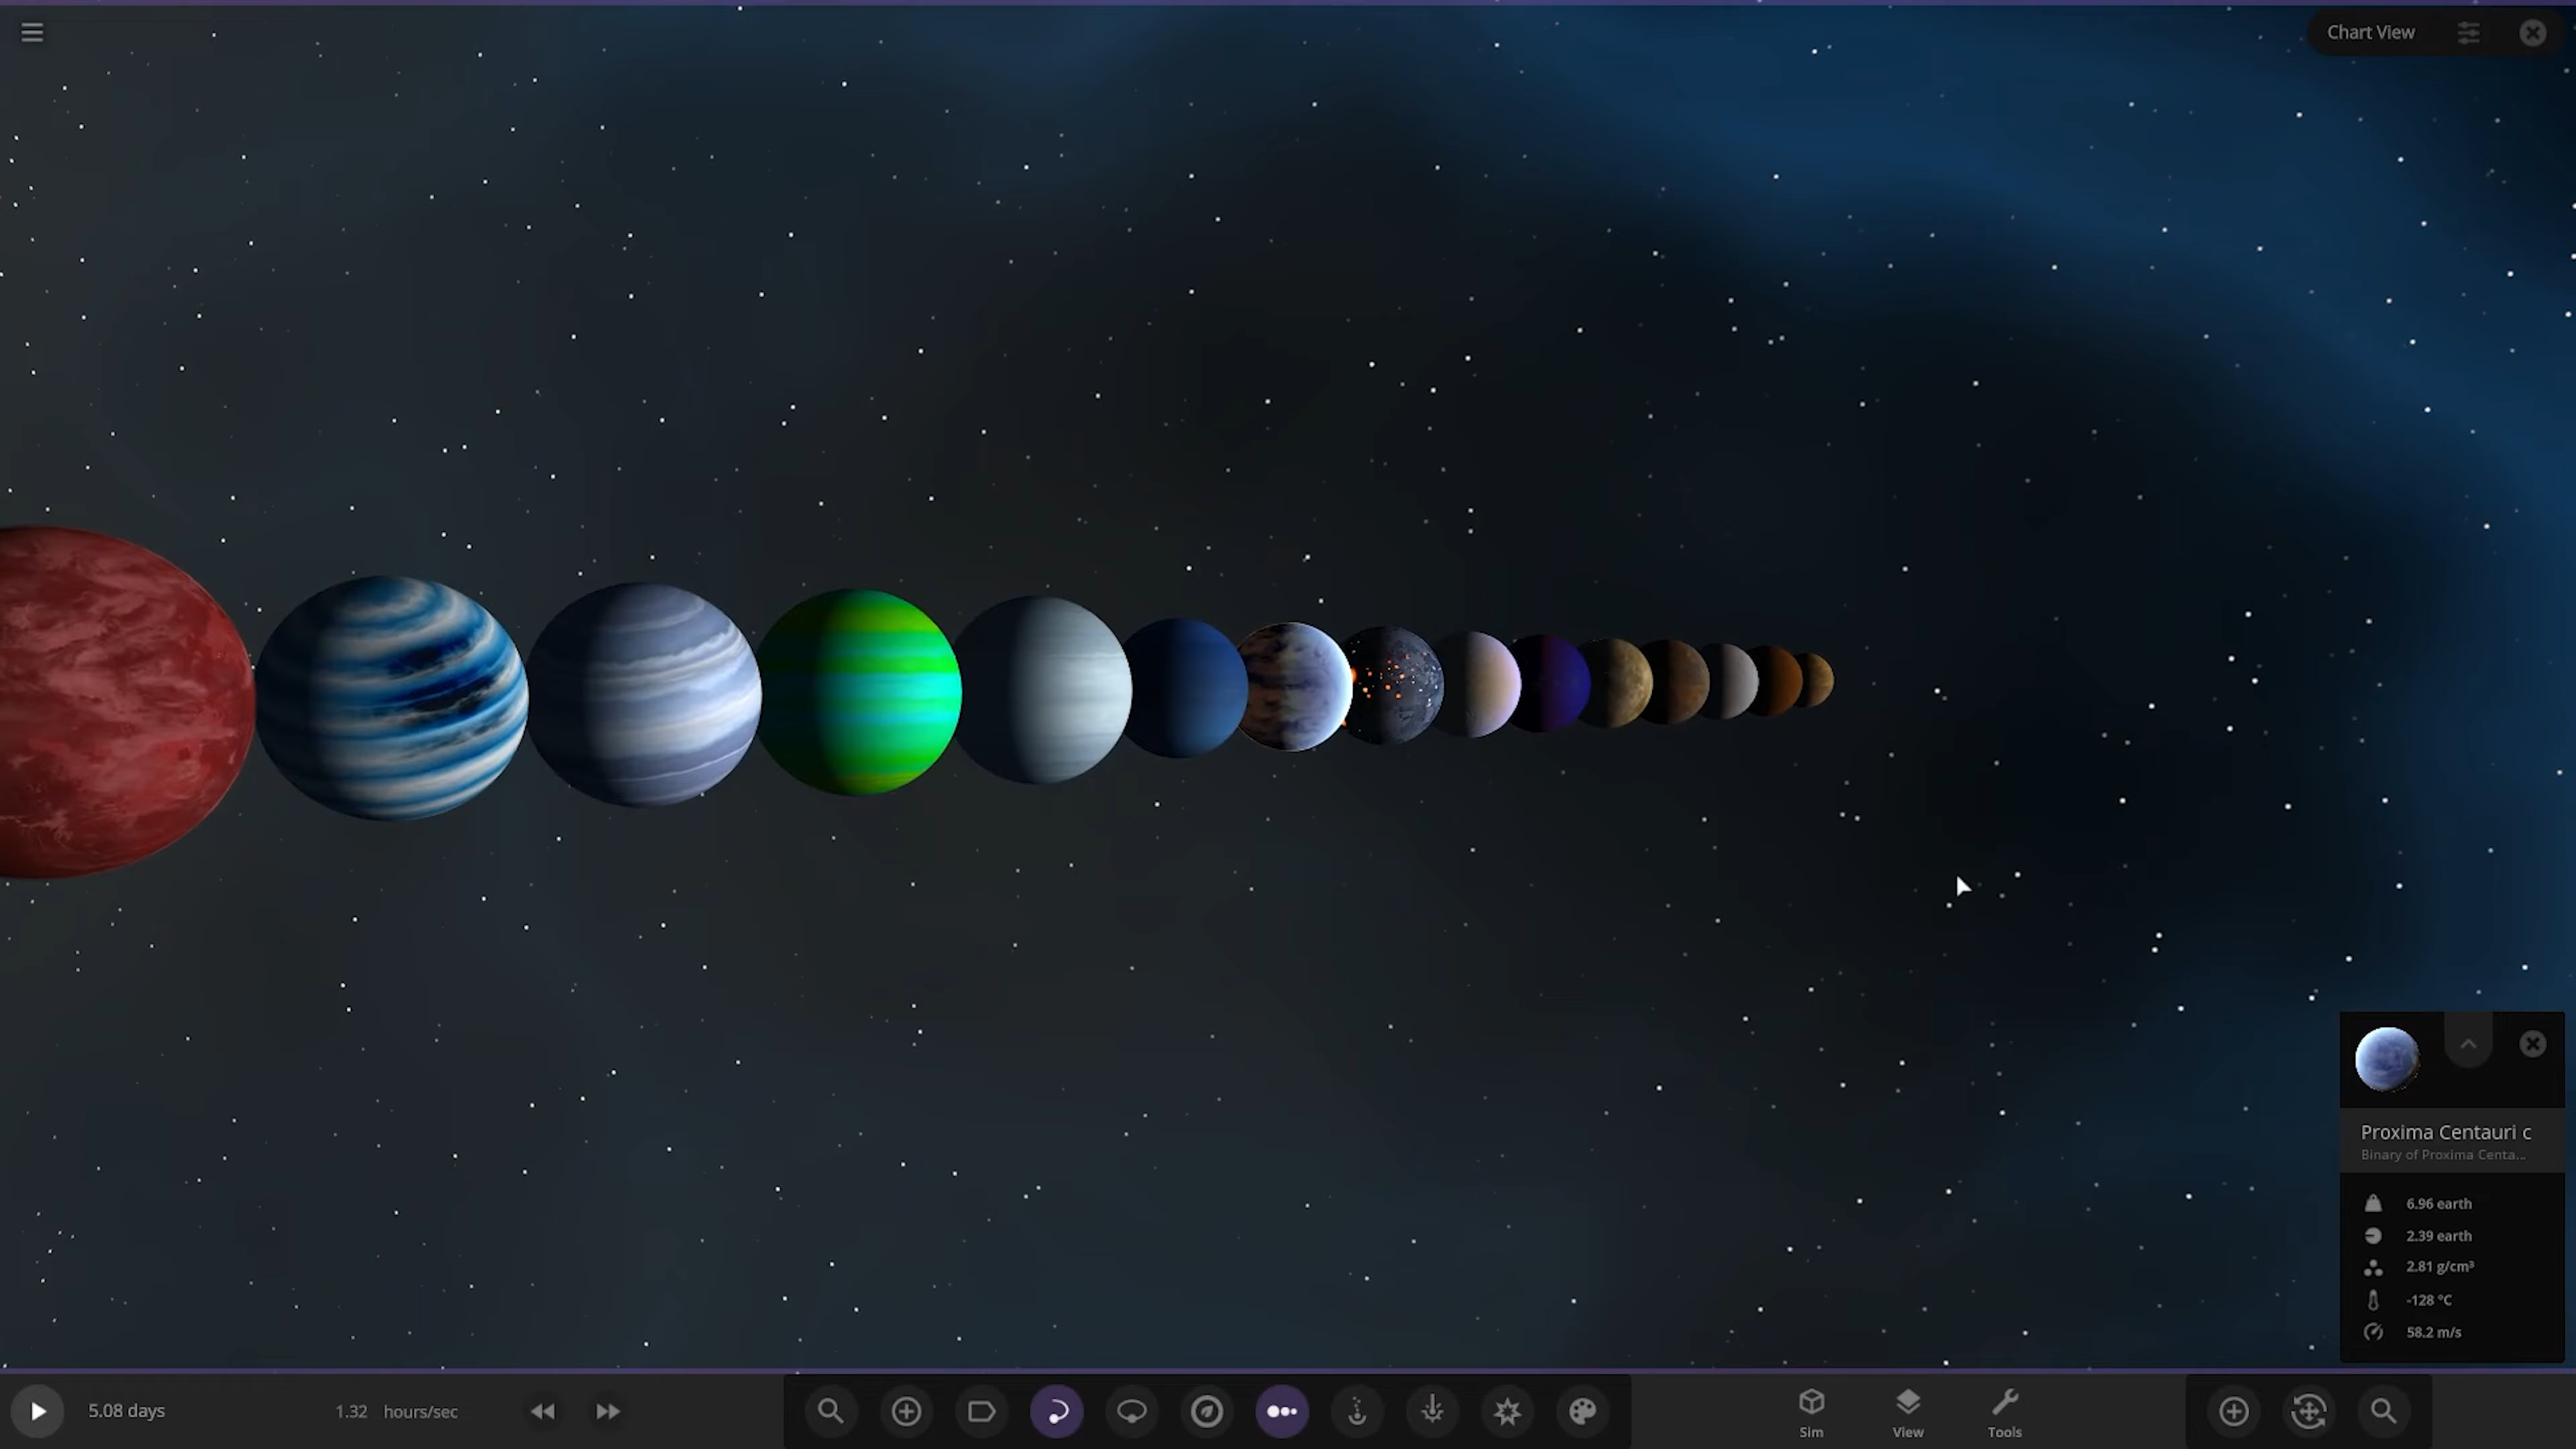 Chart View
Proxima Centauri c
Binary of Proxima Centa...
6.96 earth
2.39 earth
2.81 g/cm³
-128 °C
58.2 m/s
5.08 days
1.32 hours/sec
Sim
View
Tools